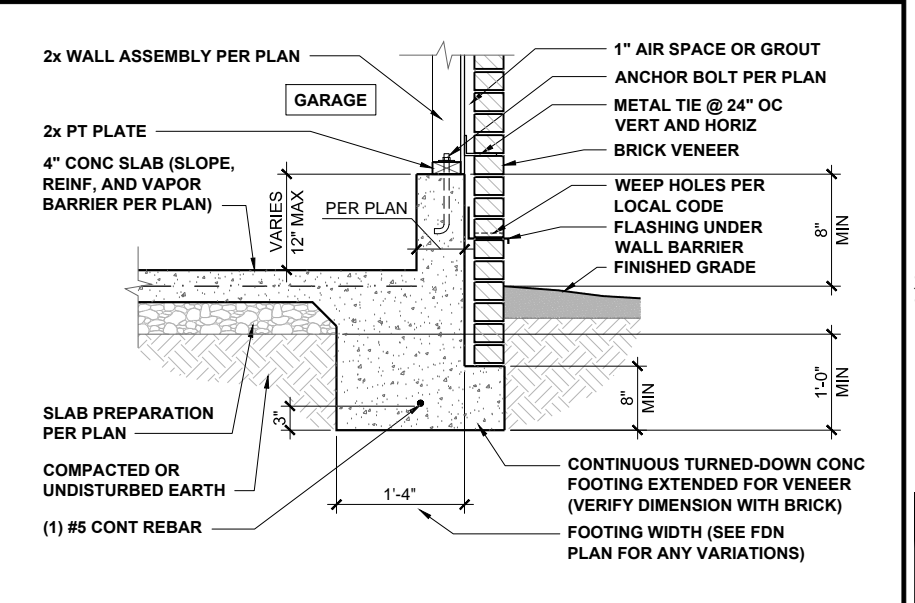 2x WALL ASSEMBLY PER PLAN
GARAGE
2x PT PLATE
4" CONC SLAB (SLOPE,
REINF, AND VAPOR
BARRIER PER PLAN)
VARIES
12" MAX
PER PLAN
1" AIR SPACE OR GROUT
ANCHOR BOLT PER PLAN
METAL TIE @ 24" OC
VERT AND HORIZ
BRICK VENEER
WEEP HOLES PER
LOCAL CODE
FLASHING UNDER
WALL BARRIER
FINISHED GRADE
8"
MIN
1'-0"
MIN
8"
MIN
3"
SLAB PREPARATION
PER PLAN
COMPACTED OR
UNDISTURBED EARTH
(1) #5 CONT REBAR
1'-4"
CONTINUOUS TURNED-DOWN CONC
FOOTING EXTENDED FOR VENEER
(VERIFY DIMENSION WITH BRICK)
FOOTING WIDTH (SEE FDN
PLAN FOR ANY VARIATIONS)